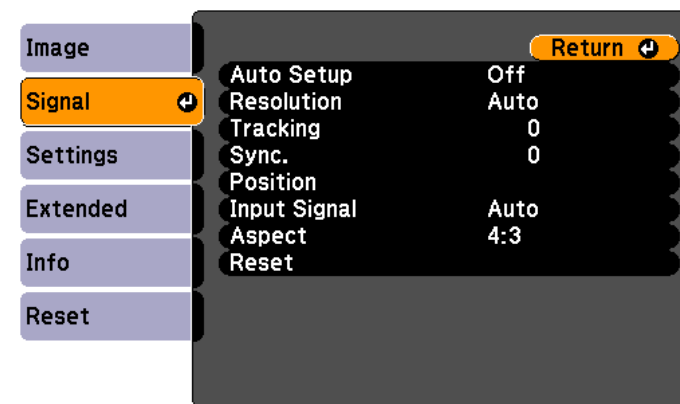 Image
Signal
Settings
Extended
Info
Reset
Return
Auto Setup Off
Resolution Auto
Tracking 0
Sync. 0
Position
Input Signal Auto
Aspect 4:3
Reset